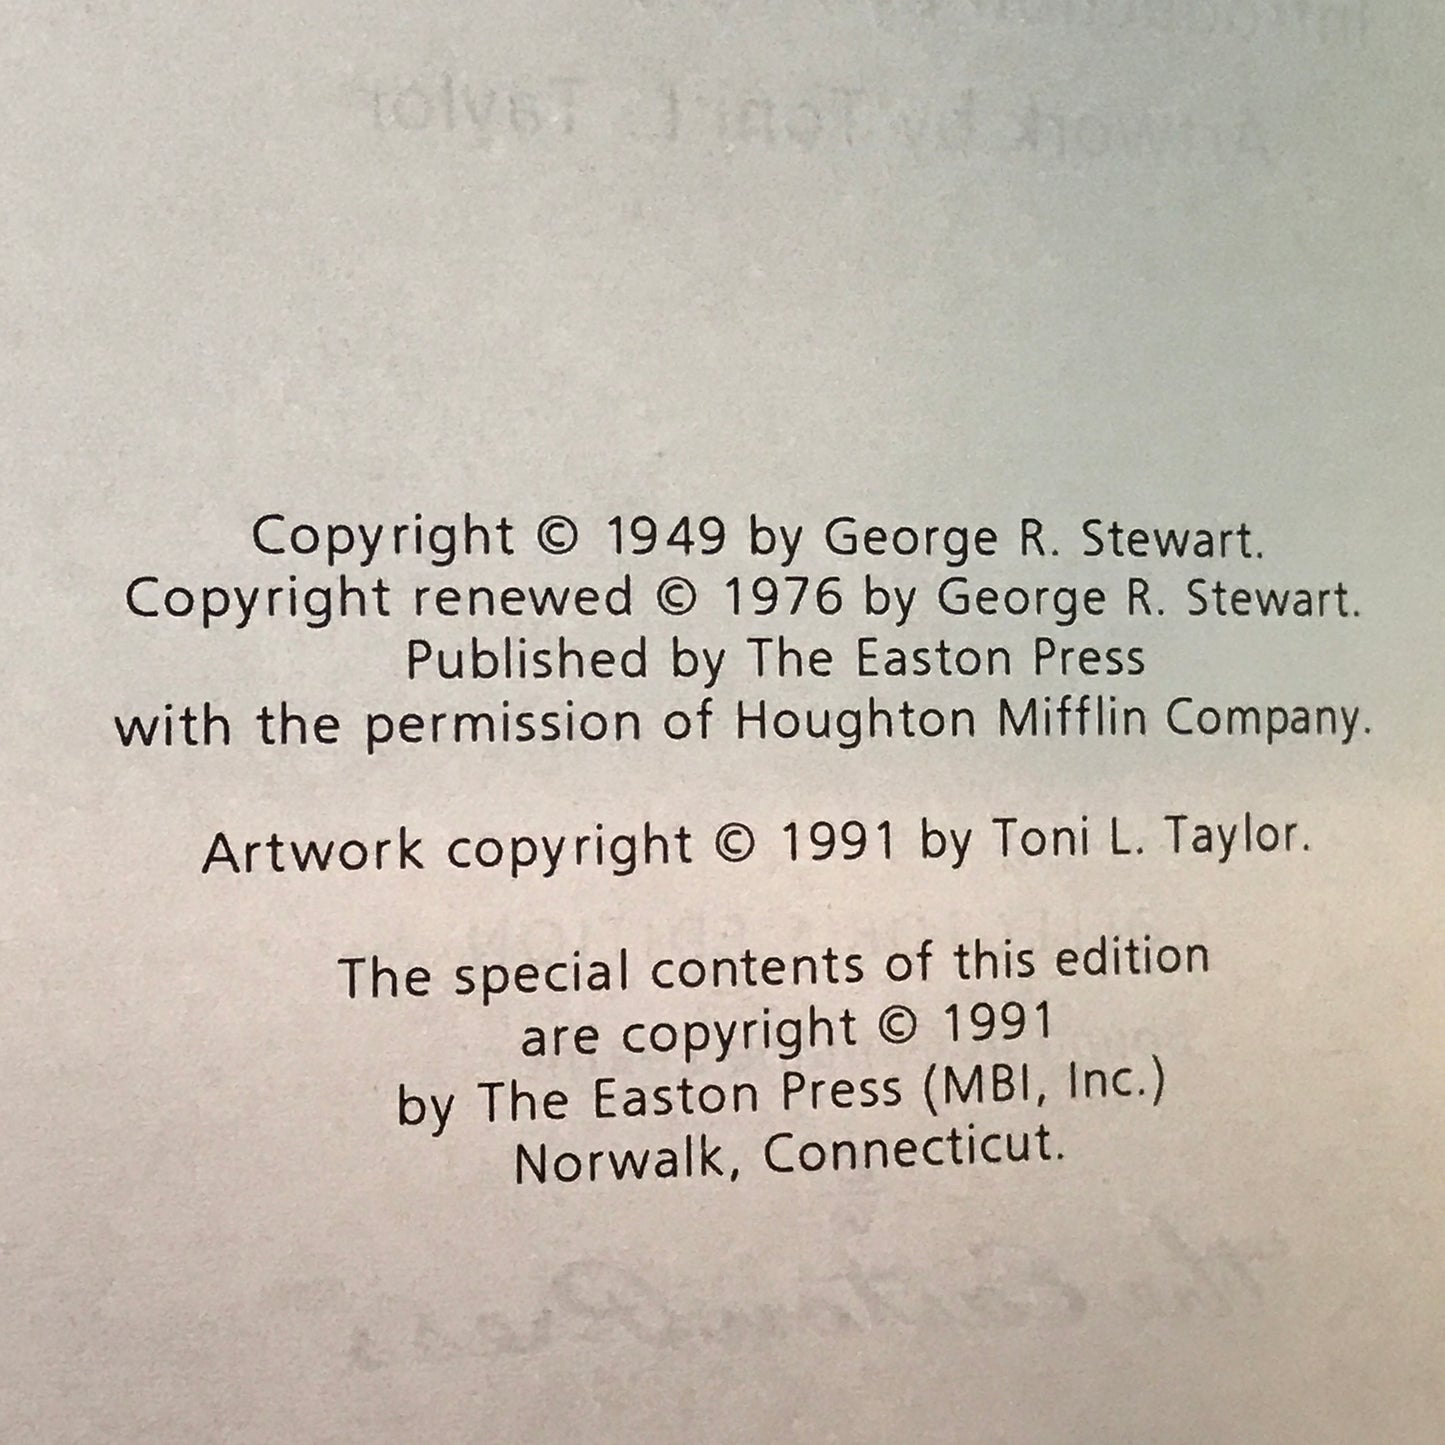 Copyright © 1949 by George R. Stewart.
Copyright renewed © 1976 by George R. Stewart.
Published by The Easton Press
with the permission of Houghton Mifflin Company.
Artwork copyright © 1991 by Toni L. Taylor.
The special contents of this edition
are copyright © 1991
by The Easton Press (MBI, Inc.)
Norwalk, Connecticut.